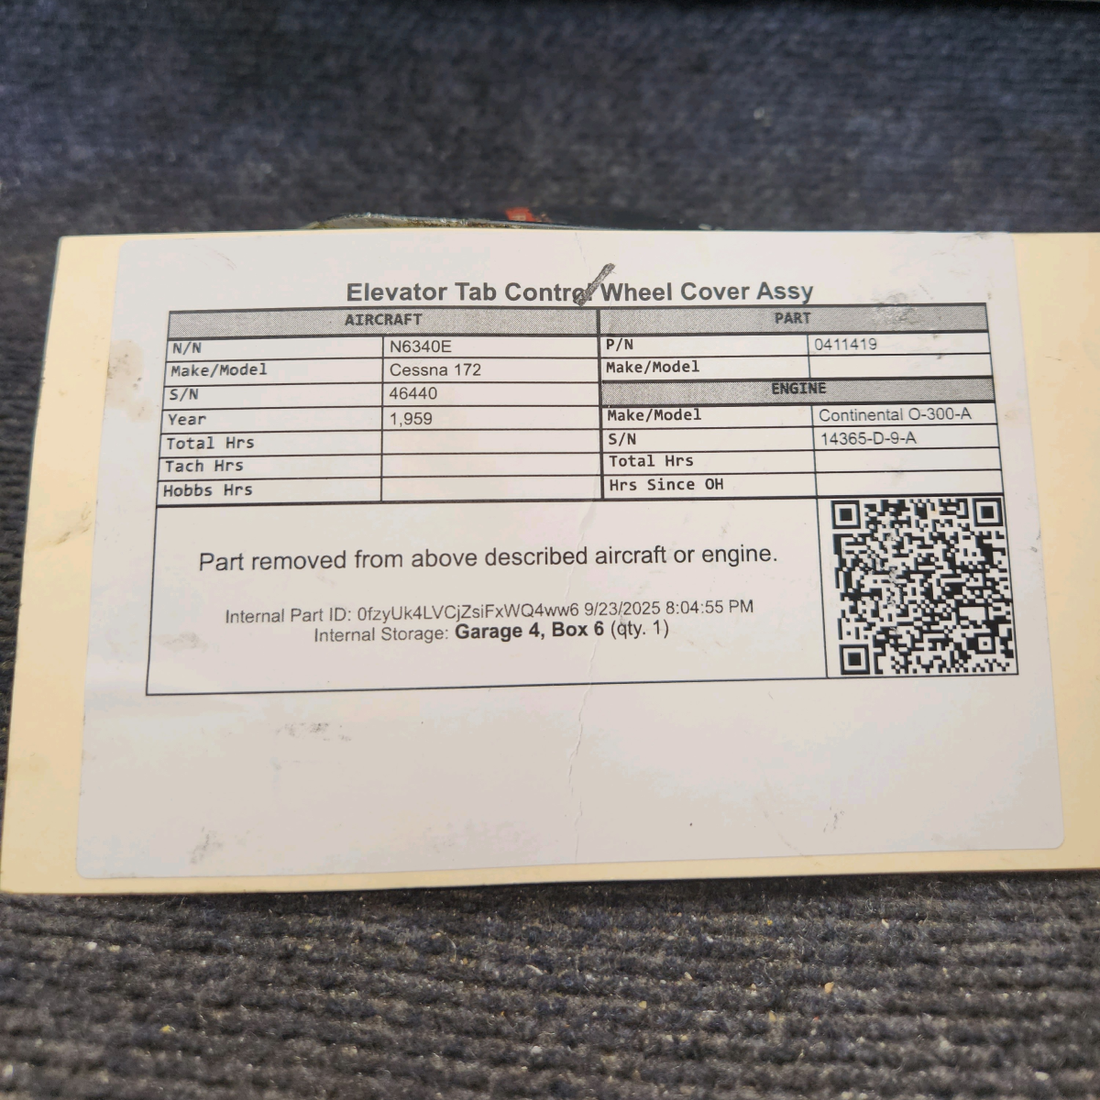 Elevator Tab Control Wheel Cover Assy
AIRCRAFT PART
N/N N6340E P/N 0411419
Make/Model Cessna 172 Make/Model
S/N 46440 ENGINE
Year 1,959 Make/Model Continental O-300-A
Total Hrs S/N 14365-D-9-A
Tach Hrs Total Hrs
Hobbs Hrs Hrs Since OH
Part removed from above described aircraft or engine.
Internal Part ID: 0fzyUk4LVCjZsiFxWQ4ww6 9/23/2025 8:04:55 PM
Internal Storage: Garage 4, Box 6 (qty. 1)